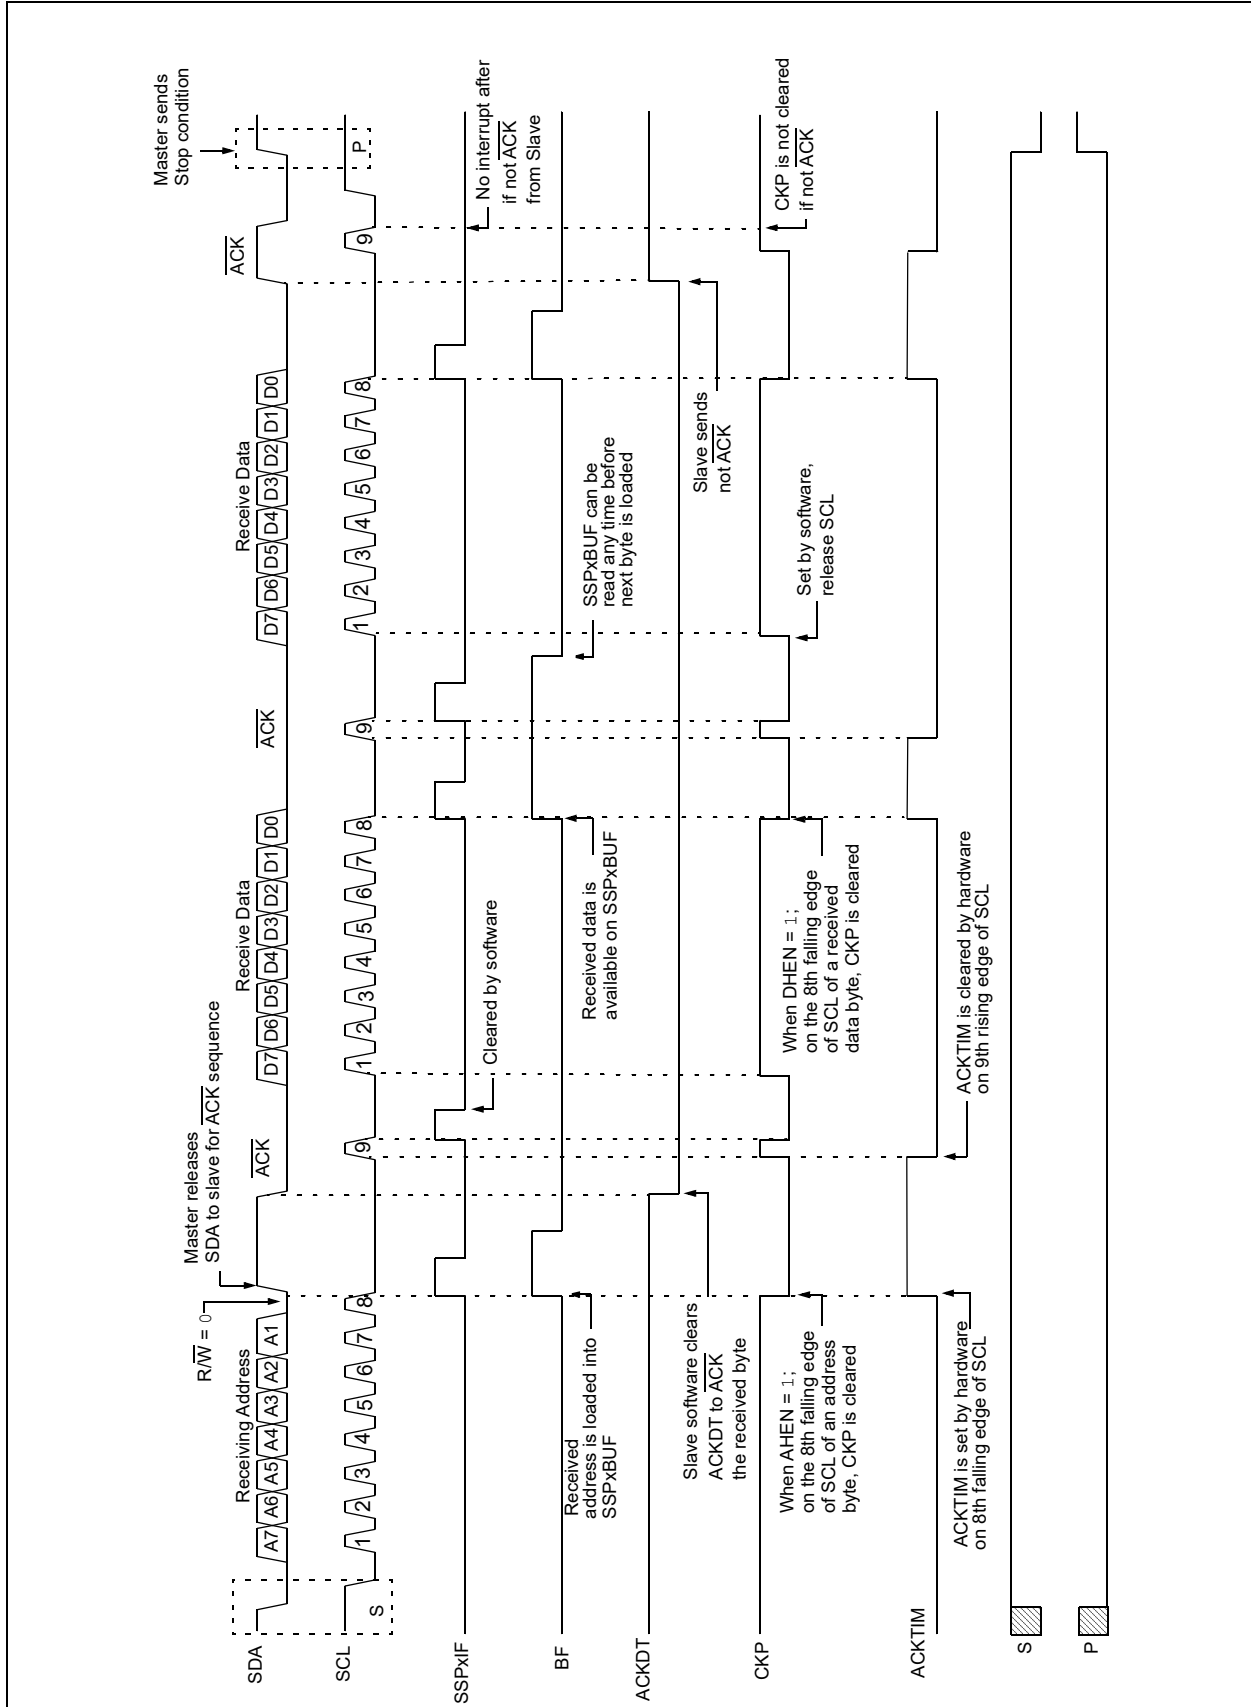 Master sends
Stop condition
Master releases
SDA to slave for ACK sequence
R/W = 0
Receiving Address
ACK
Receive Data
ACK
Receive Data
ACK
SDA
A7 A6 A5 A4 A3 A2 A1
D7 D6 D5 D4 D3 D2 D1 D0
D7 D6 D5 D4 D3 D2 D1 D0
SCL
S
1 2 3 4 5 6 7 8 9
1 2 3 4 5 6 7 8 9
1 2 3 4 5 6 7 8 9
P
SSPxIF
Cleared by software
No interrupt after
if not ACK
from Slave
BF
Received
address is loaded into
SSPxBUF
Received data is
available on SSPxBUF
SSPxBUF can be
read any time before
next byte is loaded
ACKDT
Slave software clears
ACKDT to ACK
the received byte
Slave sends
not ACK
CKP
When AHEN = 1;
on the 8th falling edge
of SCL of an address
byte, CKP is cleared
When DHEN = 1;
on the 8th falling edge
of SCL of a received
data byte, CKP is cleared
Set by software,
release SCL
CKP is not cleared
if not ACK
ACKTIM
ACKTIM is set by hardware
on 8th falling edge of SCL
ACKTIM is cleared by hardware
on 9th rising edge of SCL
S
P